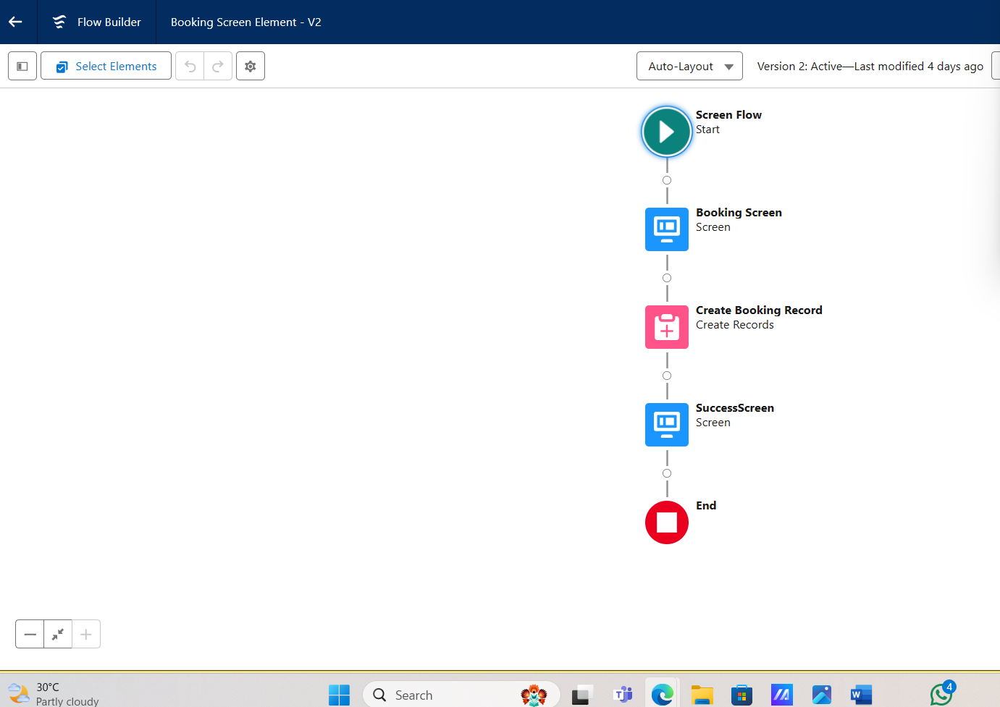 Flow Builder
Booking Screen Element - V2
Select Elements
Auto-Layout
Version 2: Active—Last modified 4 days ago
Screen Flow
Start
Booking Screen
Screen
Create Booking Record
Create Records
SuccessScreen
Screen
End
30°C
Partly cloudy
Search
4